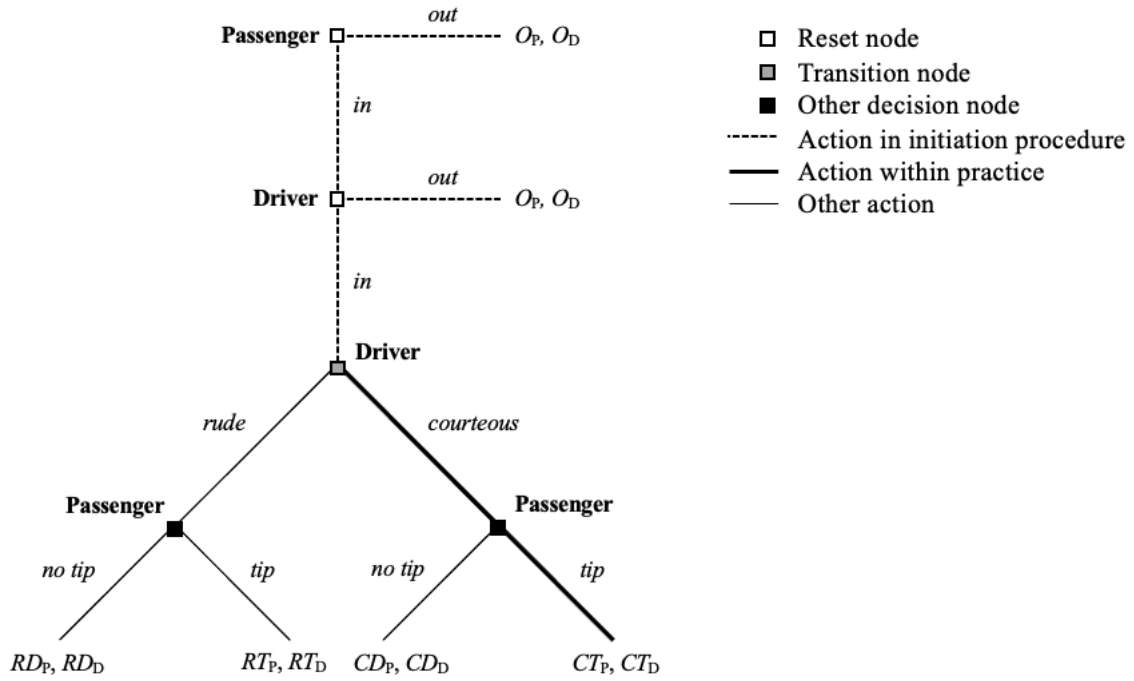 out
Passenger
O_P, O_D
in
out
Driver
O_P, O_D
in
Driver
rude
courteous
Passenger
Passenger
no tip
tip
no tip
tip
RD_P, RD_D
RT_P, RT_D
CD_P, CD_D
CT_P, CT_D
Reset node
Transition node
Other decision node
Action in initiation procedure
Action within practice
Other action